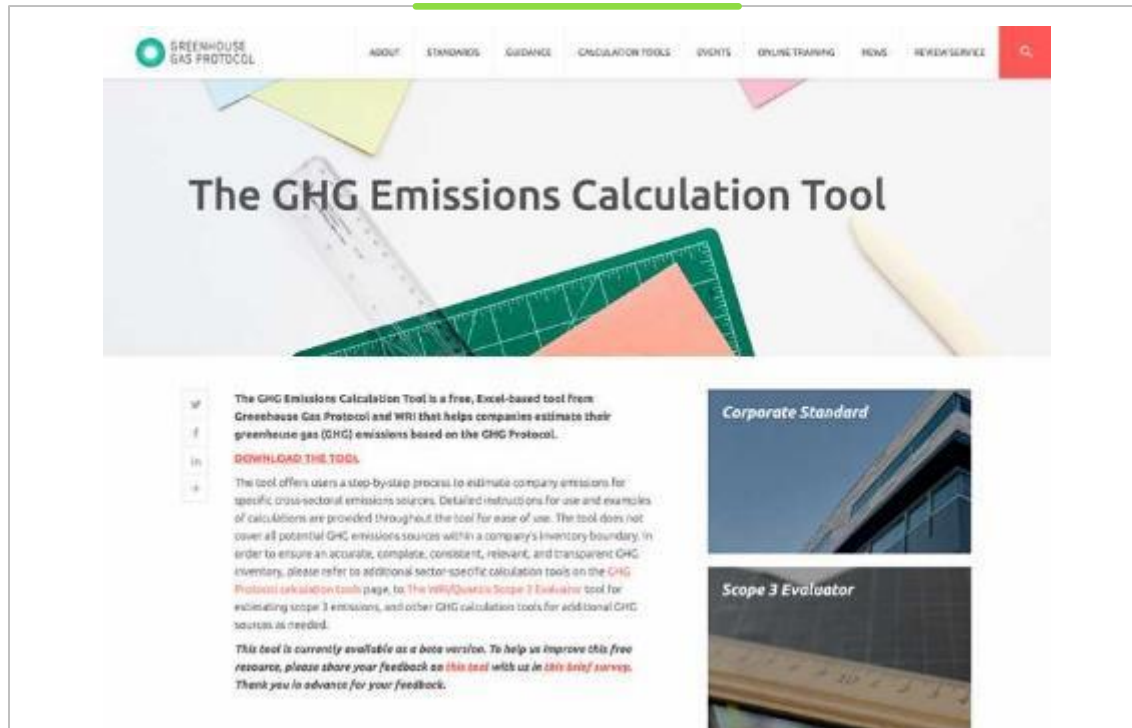 GREENHOUSE
GAS PROTOCOL
ABOUT STANDARDS GUIDANCE CALCULATION TOOLS EVENTS ONLINE TRAINING NEWS REVIEW SERVICE
The GHG Emissions Calculation Tool
The GHG Emissions Calculation Tool is a free, Excel-based tool from
Greenhouse Gas Protocol and WRI that helps companies estimate their
greenhouse gas (GHG) emissions based on the GHG Protocol.
DOWNLOAD THE TOOL
The tool offers users a step-by-step process to estimate company emissions for
specific cross-sectoral emissions sources. Detailed instructions for use and examples
of calculations are provided throughout the tool for ease of use. The tool does not
cover all potential GHG emissions sources within a company's inventory boundary. In
order to ensure an accurate, complete, consistent, relevant, and transparent GHG
inventory, please refer to additional sector-specific calculation tools on the GHG
Protocol calculation tools page, to The WRI/Quantis Scope 3 Evaluator tool for
estimating scope 3 emissions, and other GHG calculation tools for additional GHG
sources as needed.
This tool is currently available as a beta version. To help us improve this free
resource, please share your feedback on this tool with us in this brief survey.
Thank you in advance for your feedback.
Corporate Standard
Scope 3 Evaluator